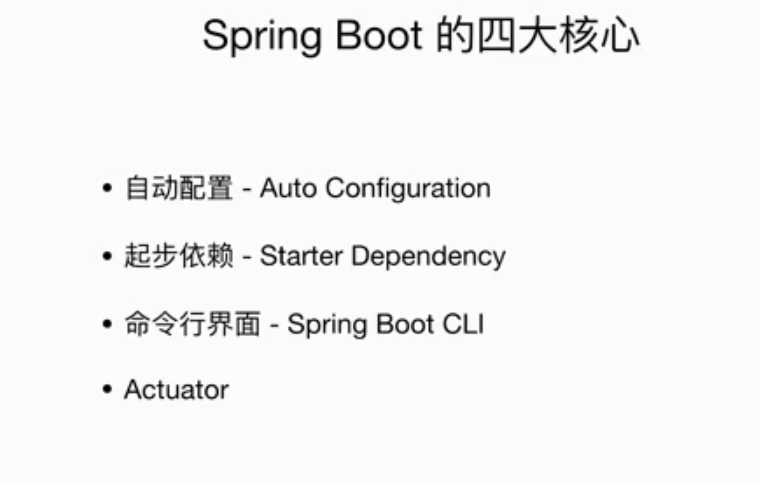 Spring Boot 的四大核心
• 自动配置 - Auto Configuration
• 起步依赖 - Starter Dependency
• 命令行界面 - Spring Boot CLI
• Actuator